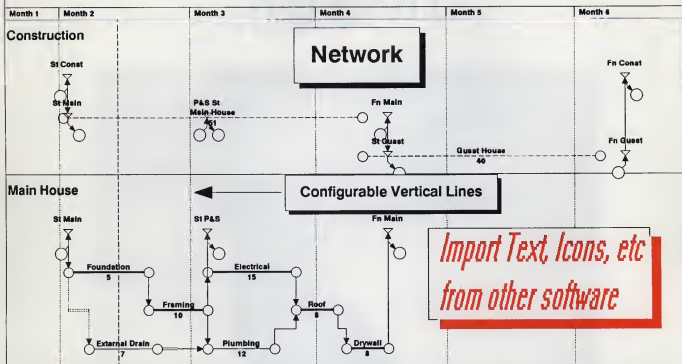 Month 1 Month 2 Month 3 Month 4 Month 5 Month 6
Construction
Network
St Const
Fn Const
St Main
P&S St
Main House
51
Fn Main
St Guest
Guest House
40
Fn Guest
Main House
Configurable Vertical Lines
St Main
St P&S
Fn Main
Import Text, Icons, etc
from other software
Foundation
5
Electrical
15
Framing
10
Roof
8
External Drain
7
Plumbing
12
Drywall
8